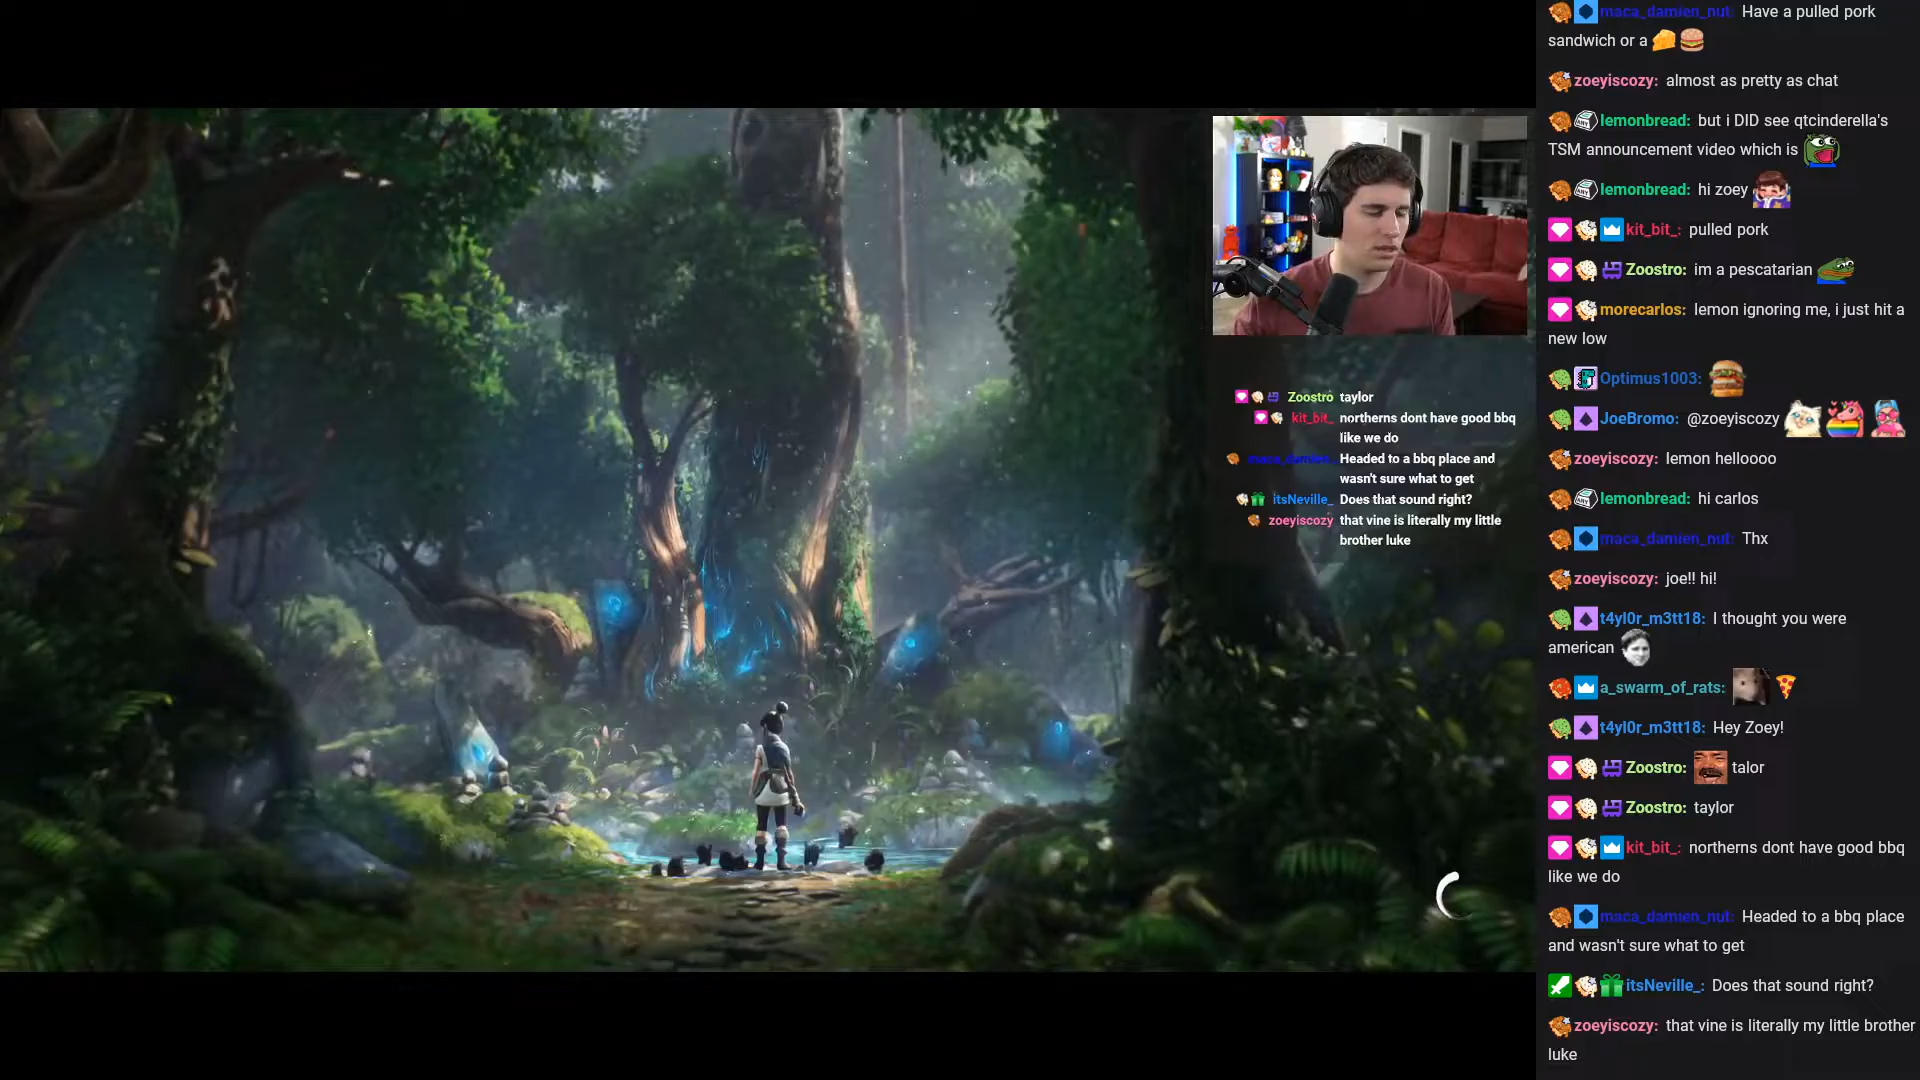 maca_damien_nut: Have a pulled pork
sandwich or a
zoeyiscozy: almost as pretty as chat
lemonbread: but i DID see qtcinderella's
TSM announcement video which is
lemonbread: hi zoey
kit_bit_: pulled pork
Zoostro: im a pescatarian
morecarlos: lemon ignoring me, i just hit a
new low
Optimus1003:
JoeBromo: @zoeyiscozy
zoeyiscozy: lemon helloooo
lemonbread: hi carlos
maca_damien_nut: Thx
zoeyiscozy: joe!! hi!
t4yl0r_m3tt18: I thought you were
american
a_swarm_of_rats:
t4yl0r_m3tt18: Hey Zoey!
Zoostro: talor
Zoostro: taylor
kit_bit_: northerns dont have good bbq
like we do
maca_damien_nut: Headed to a bbq place
and wasn't sure what to get
itsNeville_: Does that sound right?
zoeyiscozy: that vine is literally my little brother
luke
Zoostro taylor
kit_bit_ northerns dont have good bbq
like we do
maca_damien_ Headed to a bbq place and
wasn't sure what to get
itsNeville_ Does that sound right?
zoeyiscozy that vine is literally my little
brother luke